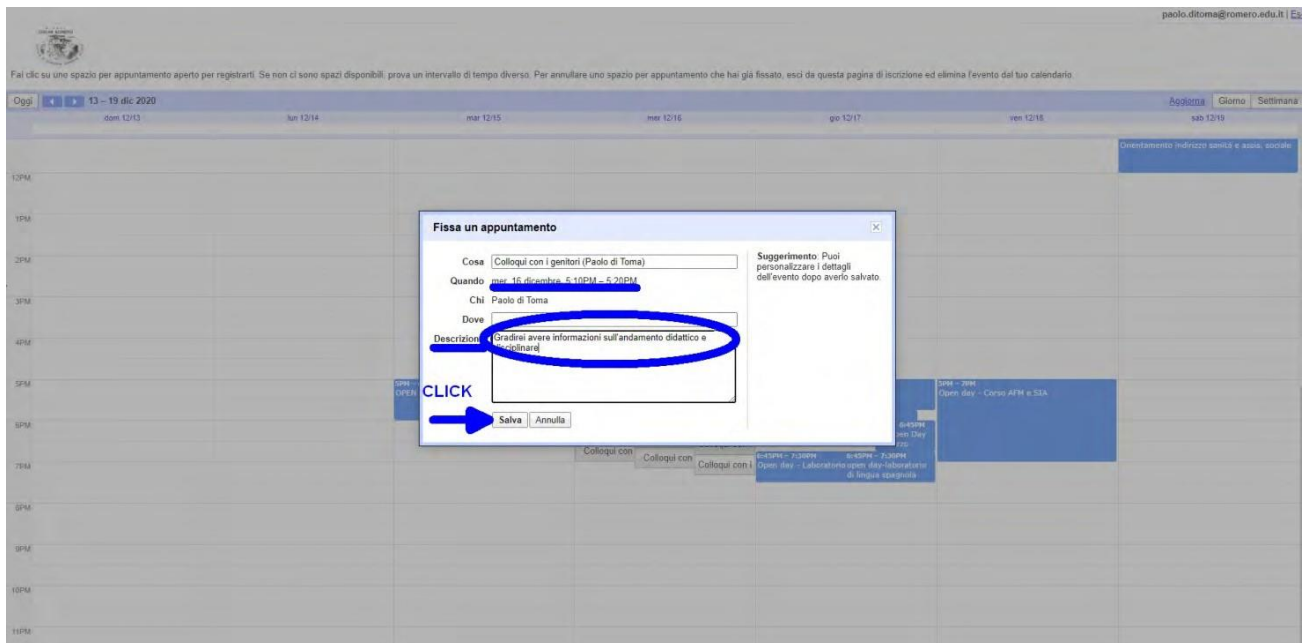 paolo.ditoma@romero.edu.it | Es
Fai clic su uno spazio per appuntamento aperto per registrarti. Se non ci sono spazi disponibili, prova un intervallo di tempo diverso. Per annullare uno spazio per appuntamento che hai già fissato, esci da questa pagina di iscrizione ed elimina l'evento dal tuo calendario.
Oggi 13 – 19 dic 2020 Aggiorna Giorno Settimana
dom 12/13 lun 12/14 mar 12/15 mer 12/16 gio 12/17 ven 12/18 sab 12/19
Orientamento indirizzo sanità e assis. sociale
12PM
1PM
Fissa un appuntamento
2PM
Cosa Colloqui con i genitori (Paolo di Toma)
Suggerimento: Puoi
personalizzare i dettagli
dell'evento dopo averlo salvato.
Quando mer, 16 dicembre, 5:10PM – 5:20PM
3PM
Chi Paolo di Toma
Dove
4PM
Descrizione Gradirei avere informazioni sull'andamento didattico e
disciplinare
5PM
5PM –
OPEN
5PM – 7PM
Open day - Corso AFM e SIA
CLICK
Salva Annulla
6PM
6:45PM
Open Day
Colloqui con
Colloqui con
Colloqui con i
7PM
6:45PM – 7:30PM
Open day - Laboratorio
6:45PM – 7:30PM
open day-laboratorio
di lingua spagnola
8PM
9PM
10PM
11PM